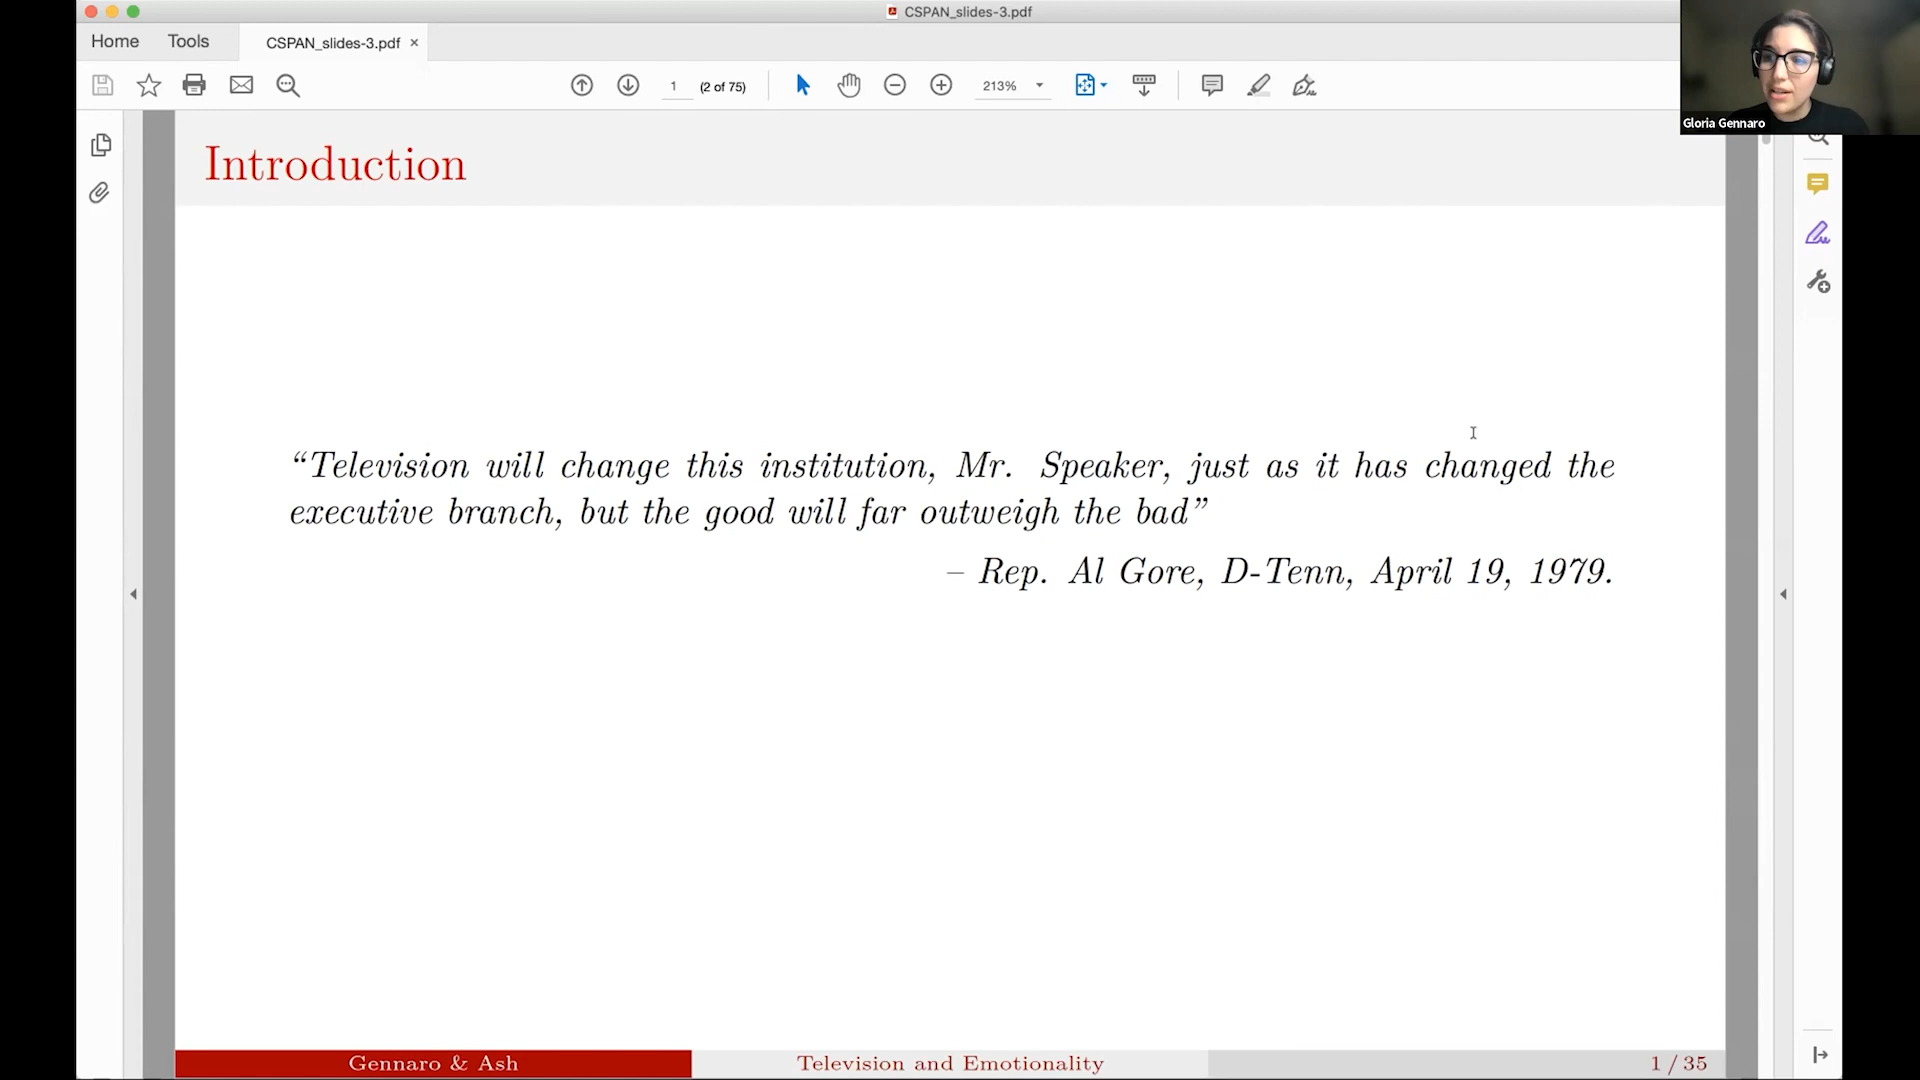 CSPAN_slides-3.pdf
Home Tools CSPAN_slides-3.pdf ×
1 (2 of 75) 213%
Gloria Gennaro
Introduction
“Television will change this institution, Mr. Speaker, just as it has changed the
executive branch, but the good will far outweigh the bad”
– Rep. Al Gore, D-Tenn, April 19, 1979.
Gennaro & Ash Television and Emotionality 1 / 35